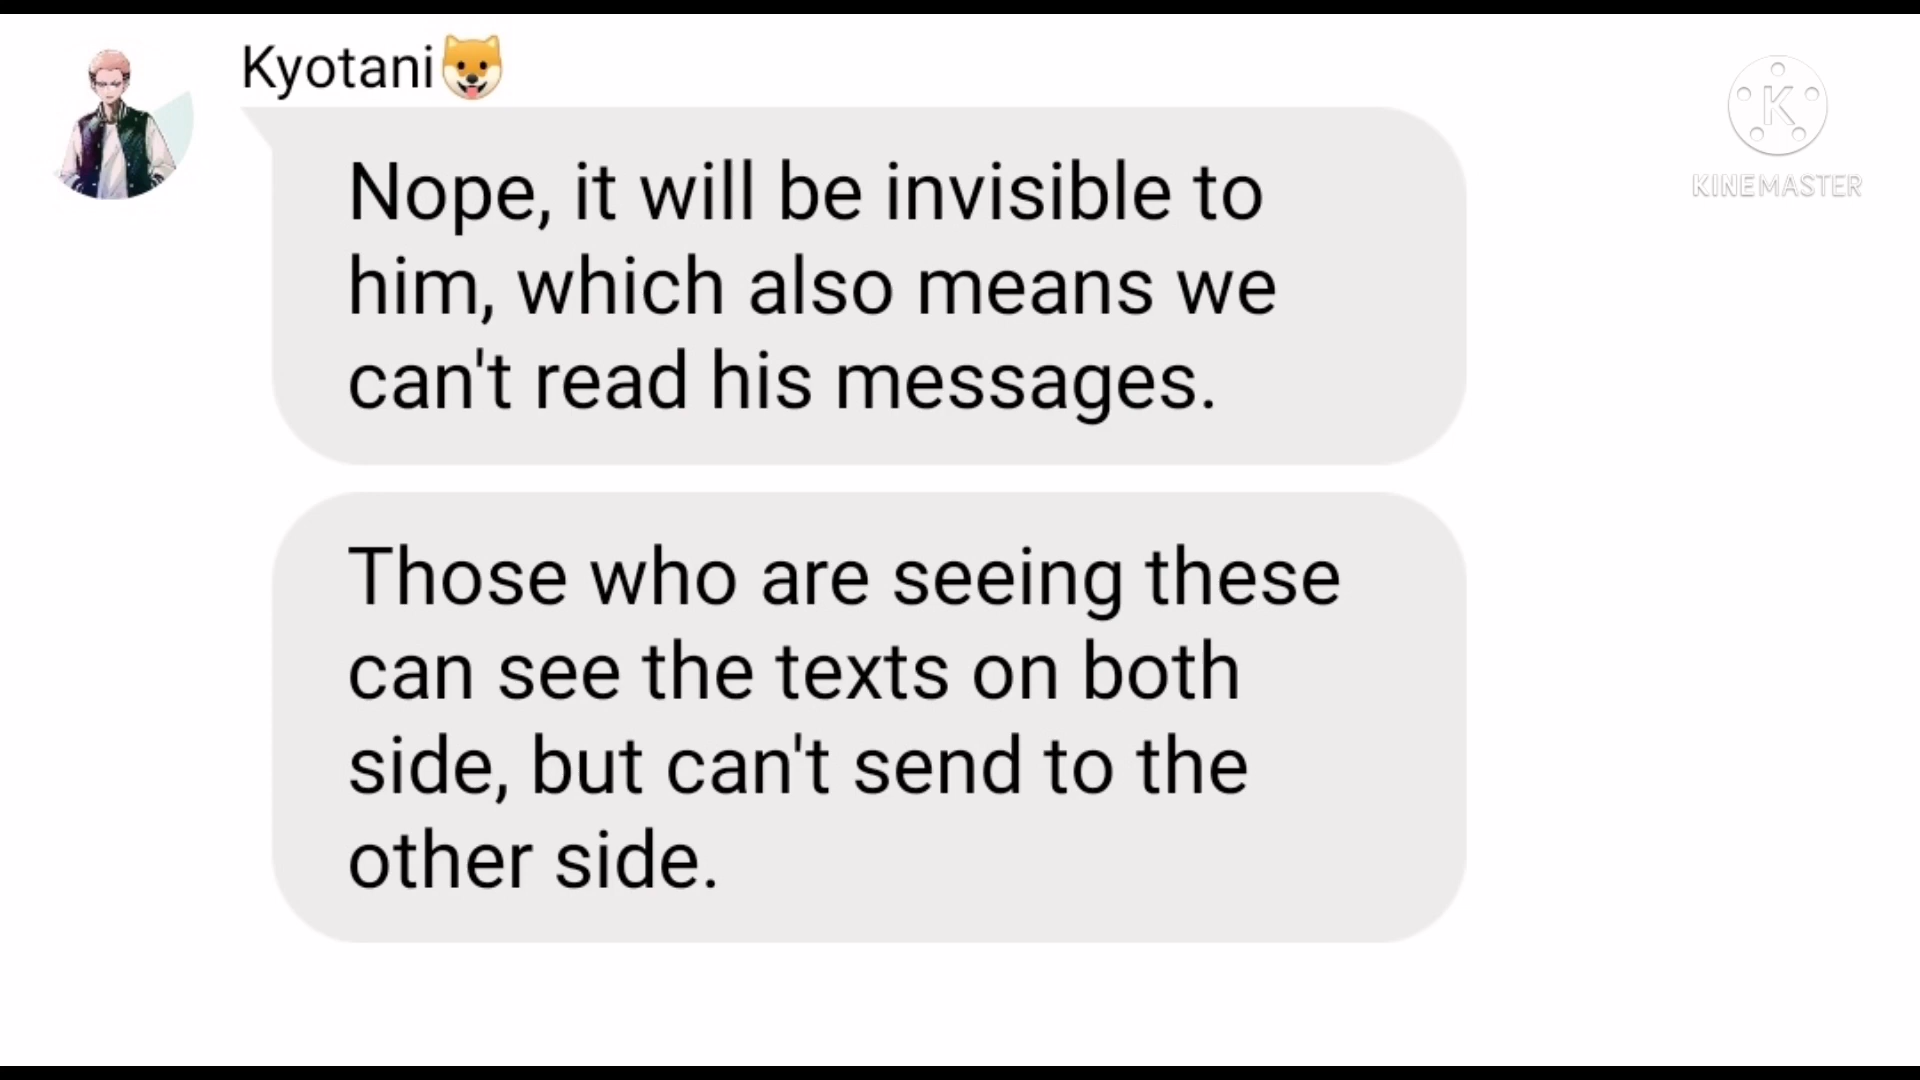 Kyotani🐶
K
KINEMASTER
Nope, it will be invisible to
him, which also means we
can't read his messages.
Those who are seeing these
can see the texts on both
side, but can't send to the
other side.